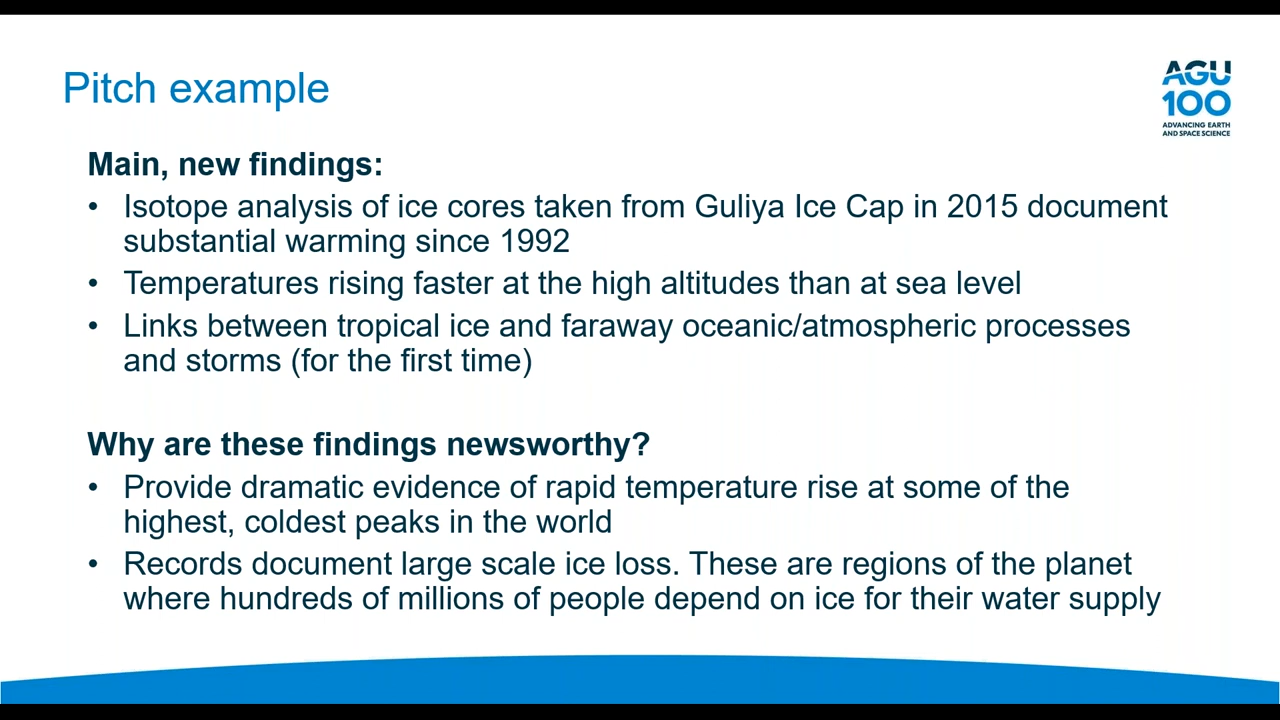 Pitch example
AGU
100
ADVANCING EARTH
AND SPACE SCIENCE
Main, new findings:
• Isotope analysis of ice cores taken from Guliya Ice Cap in 2015 document
substantial warming since 1992
• Temperatures rising faster at the high altitudes than at sea level
• Links between tropical ice and faraway oceanic/atmospheric processes
and storms (for the first time)
Why are these findings newsworthy?
• Provide dramatic evidence of rapid temperature rise at some of the
highest, coldest peaks in the world
• Records document large scale ice loss. These are regions of the planet
where hundreds of millions of people depend on ice for their water supply